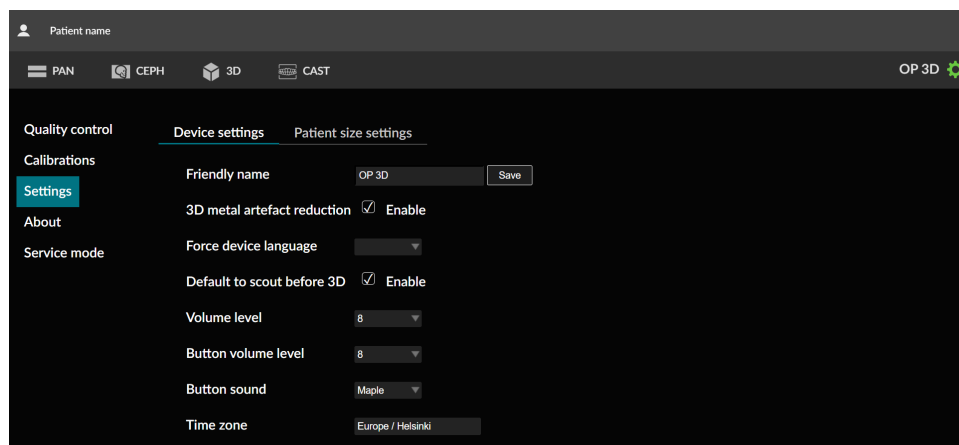 Patient name
PAN CEPH 3D CAST OP 3D
Quality control
Calibrations
Settings
About
Service mode
Device settings Patient size settings
Friendly name OP 3D Save
3D metal artefact reduction Enable
Force device language
Default to scout before 3D Enable
Volume level 8
Button volume level 8
Button sound Maple
Time zone Europe / Helsinki